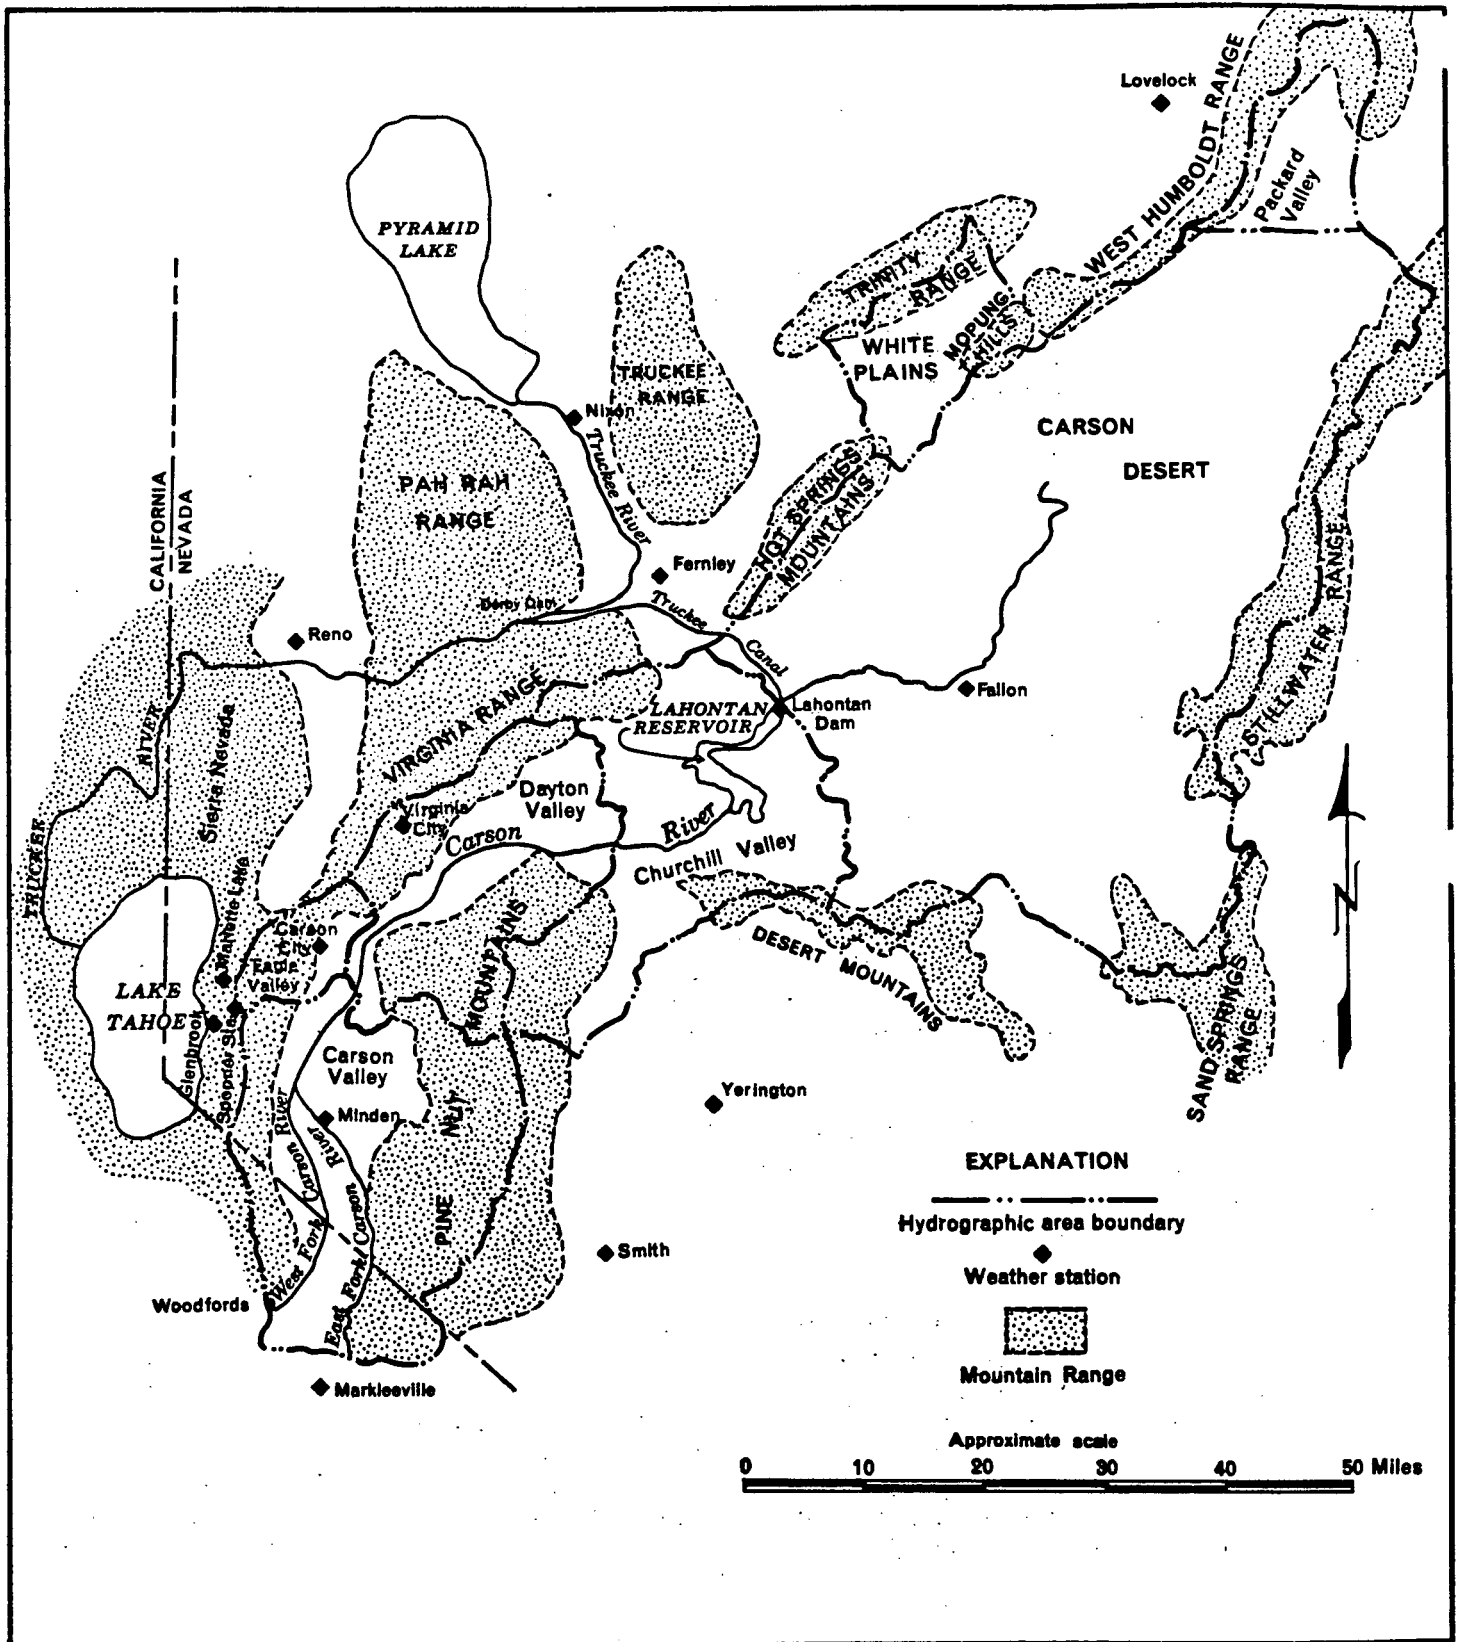 Lovelock
WEST HUMBOLDT RANGE
Packard
Valley
PYRAMID
LAKE
TRINITY
RANGE
MOPUNG
HILLS
WHITE
PLAINS
TRUCKEE
RANGE
Nixon
Truckee River
CARSON
DESERT
PAH RAH
RANGE
HOT SPRINGS
MOUNTAINS
CALIFORNIA
NEVADA
STILLWATER RANGE
Fernley
Derby Dam
Truckee Canal
Reno
Fallon
VIRGINIA RANGE
LAHONTAN
RESERVOIR
Lahontan
Dam
TRUCKEE RIVER
Sierra Nevada
Dayton
Valley
Virginia
City
Carson River
Churchill Valley
Marlette Lake
Carson
City
Eagle
Valley
DESERT MOUNTAINS
LAKE
TAHOE
Glenbrook
Spooner Sta
SAND SPRINGS
RANGE
PINE NUT MOUNTAINS
Carson
Valley
Minden
Yerington
West Fork Carson River
East Fork Carson River
Smith
Woodfords
Markleeville
EXPLANATION
Hydrographic area boundary
Weather station
Mountain Range
Approximate scale
0 10 20 30 40 50 Miles